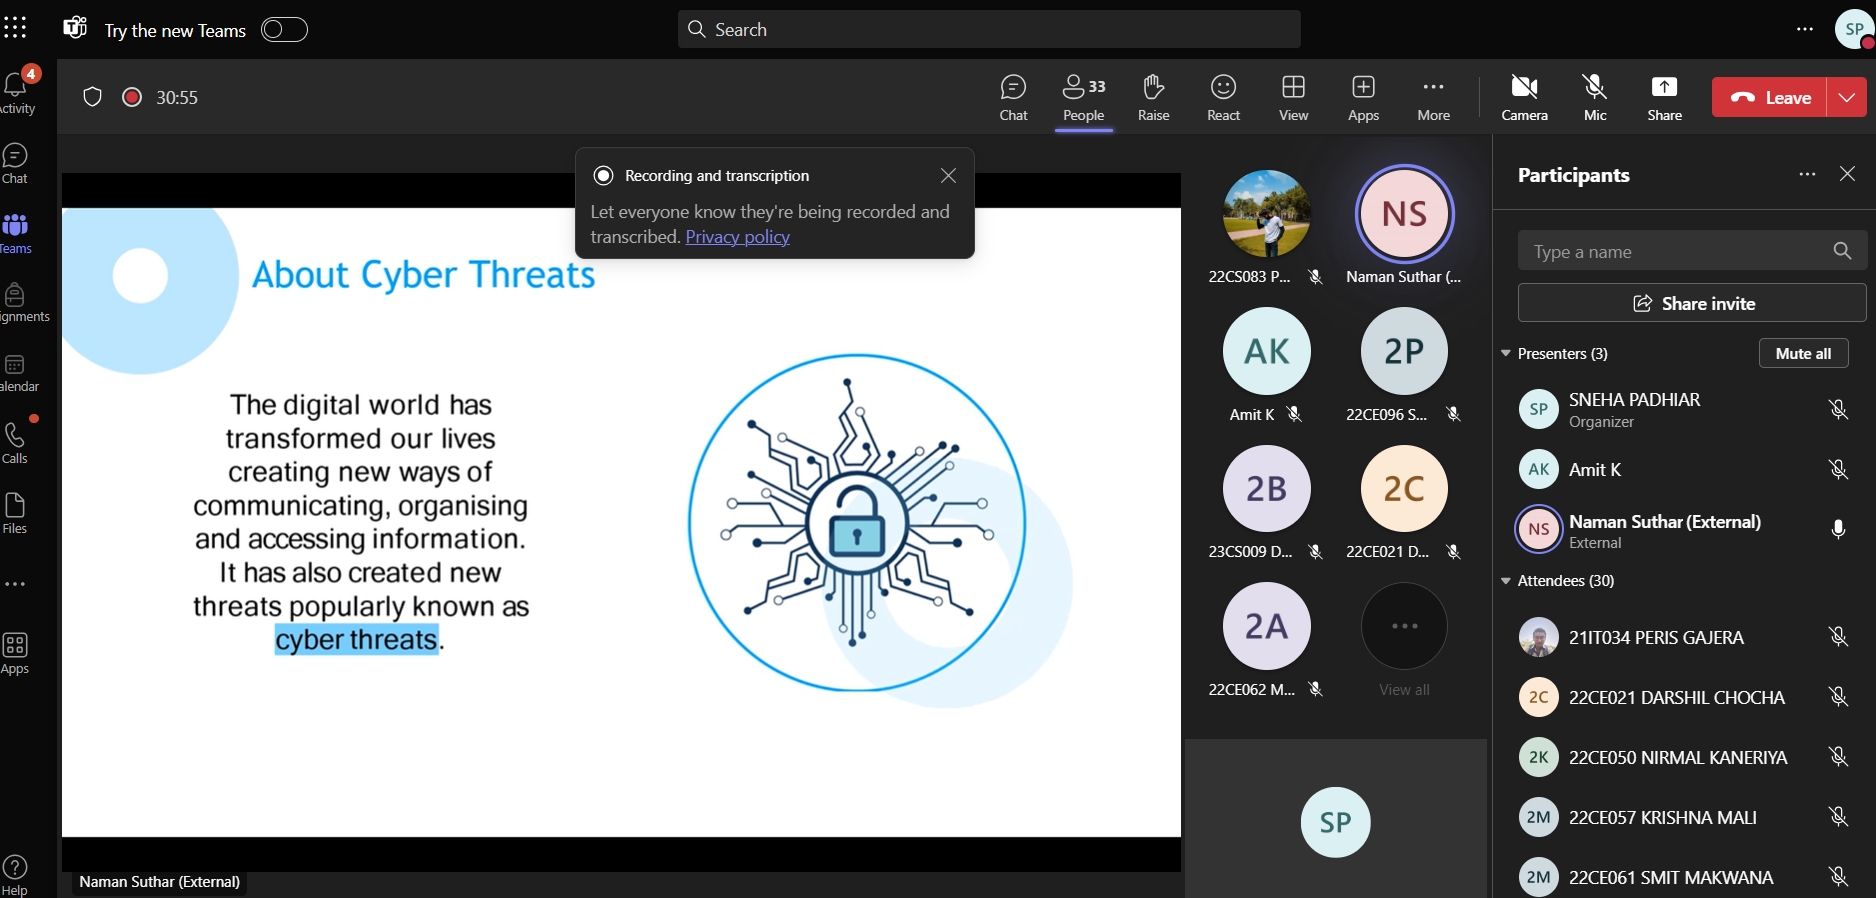 Try the new Teams
Search
SP
4
Activity
Chat
Teams
ignments
alendar
Calls
Files
Apps
Help
30:55
Chat
People
33
Raise
React
View
Apps
More
Camera
Mic
Share
Leave
Recording and transcription
Let everyone know they're being recorded and
transcribed. Privacy policy
About Cyber Threats
The digital world has
transformed our lives
creating new ways of
communicating, organising
and accessing information.
It has also created new
threats popularly known as
cyber threats.
Naman Suthar (External)
22CS083 P...
NS
Naman Suthar (...
AK
Amit K
2P
22CE096 S...
2B
23CS009 D...
2C
22CE021 D...
2A
22CE062 M...
View all
SP
Participants
Type a name
Share invite
Presenters (3)
Mute all
SP
SNEHA PADHIAR
Organizer
AK
Amit K
NS
Naman Suthar (External)
External
Attendees (30)
21IT034 PERIS GAJERA
2C
22CE021 DARSHIL CHOCHA
2K
22CE050 NIRMAL KANERIYA
2M
22CE057 KRISHNA MALI
2M
22CE061 SMIT MAKWANA